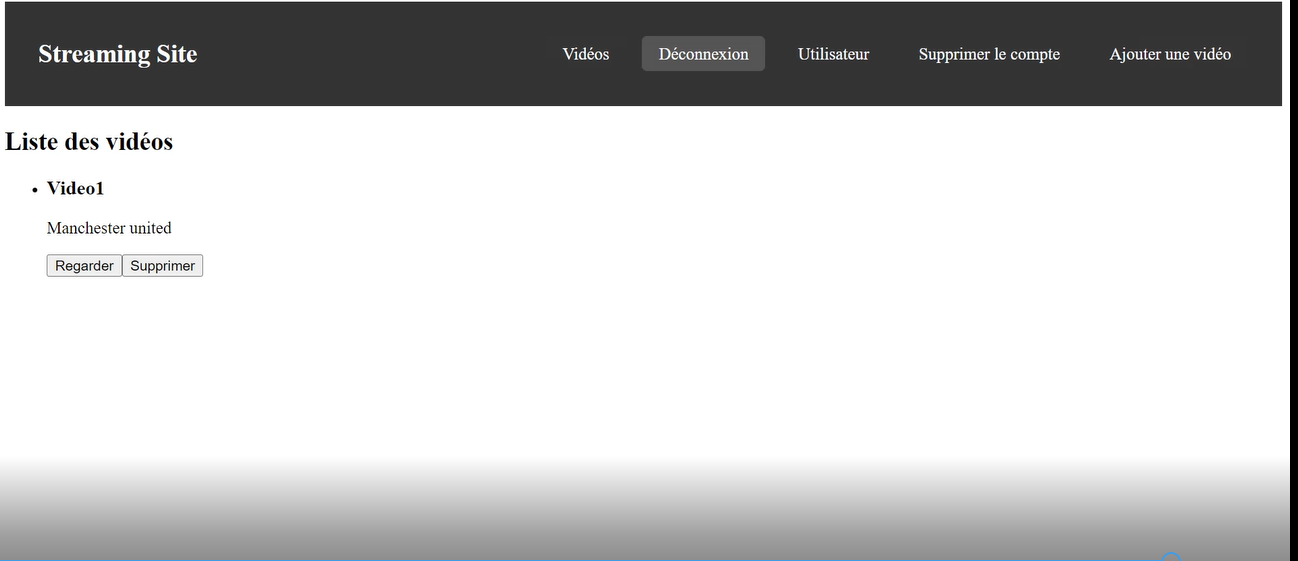 Streaming Site
Vidéos Déconnexion Utilisateur Supprimer le compte Ajouter une vidéo
Liste des vidéos
Video1
Manchester united
Regarder Supprimer